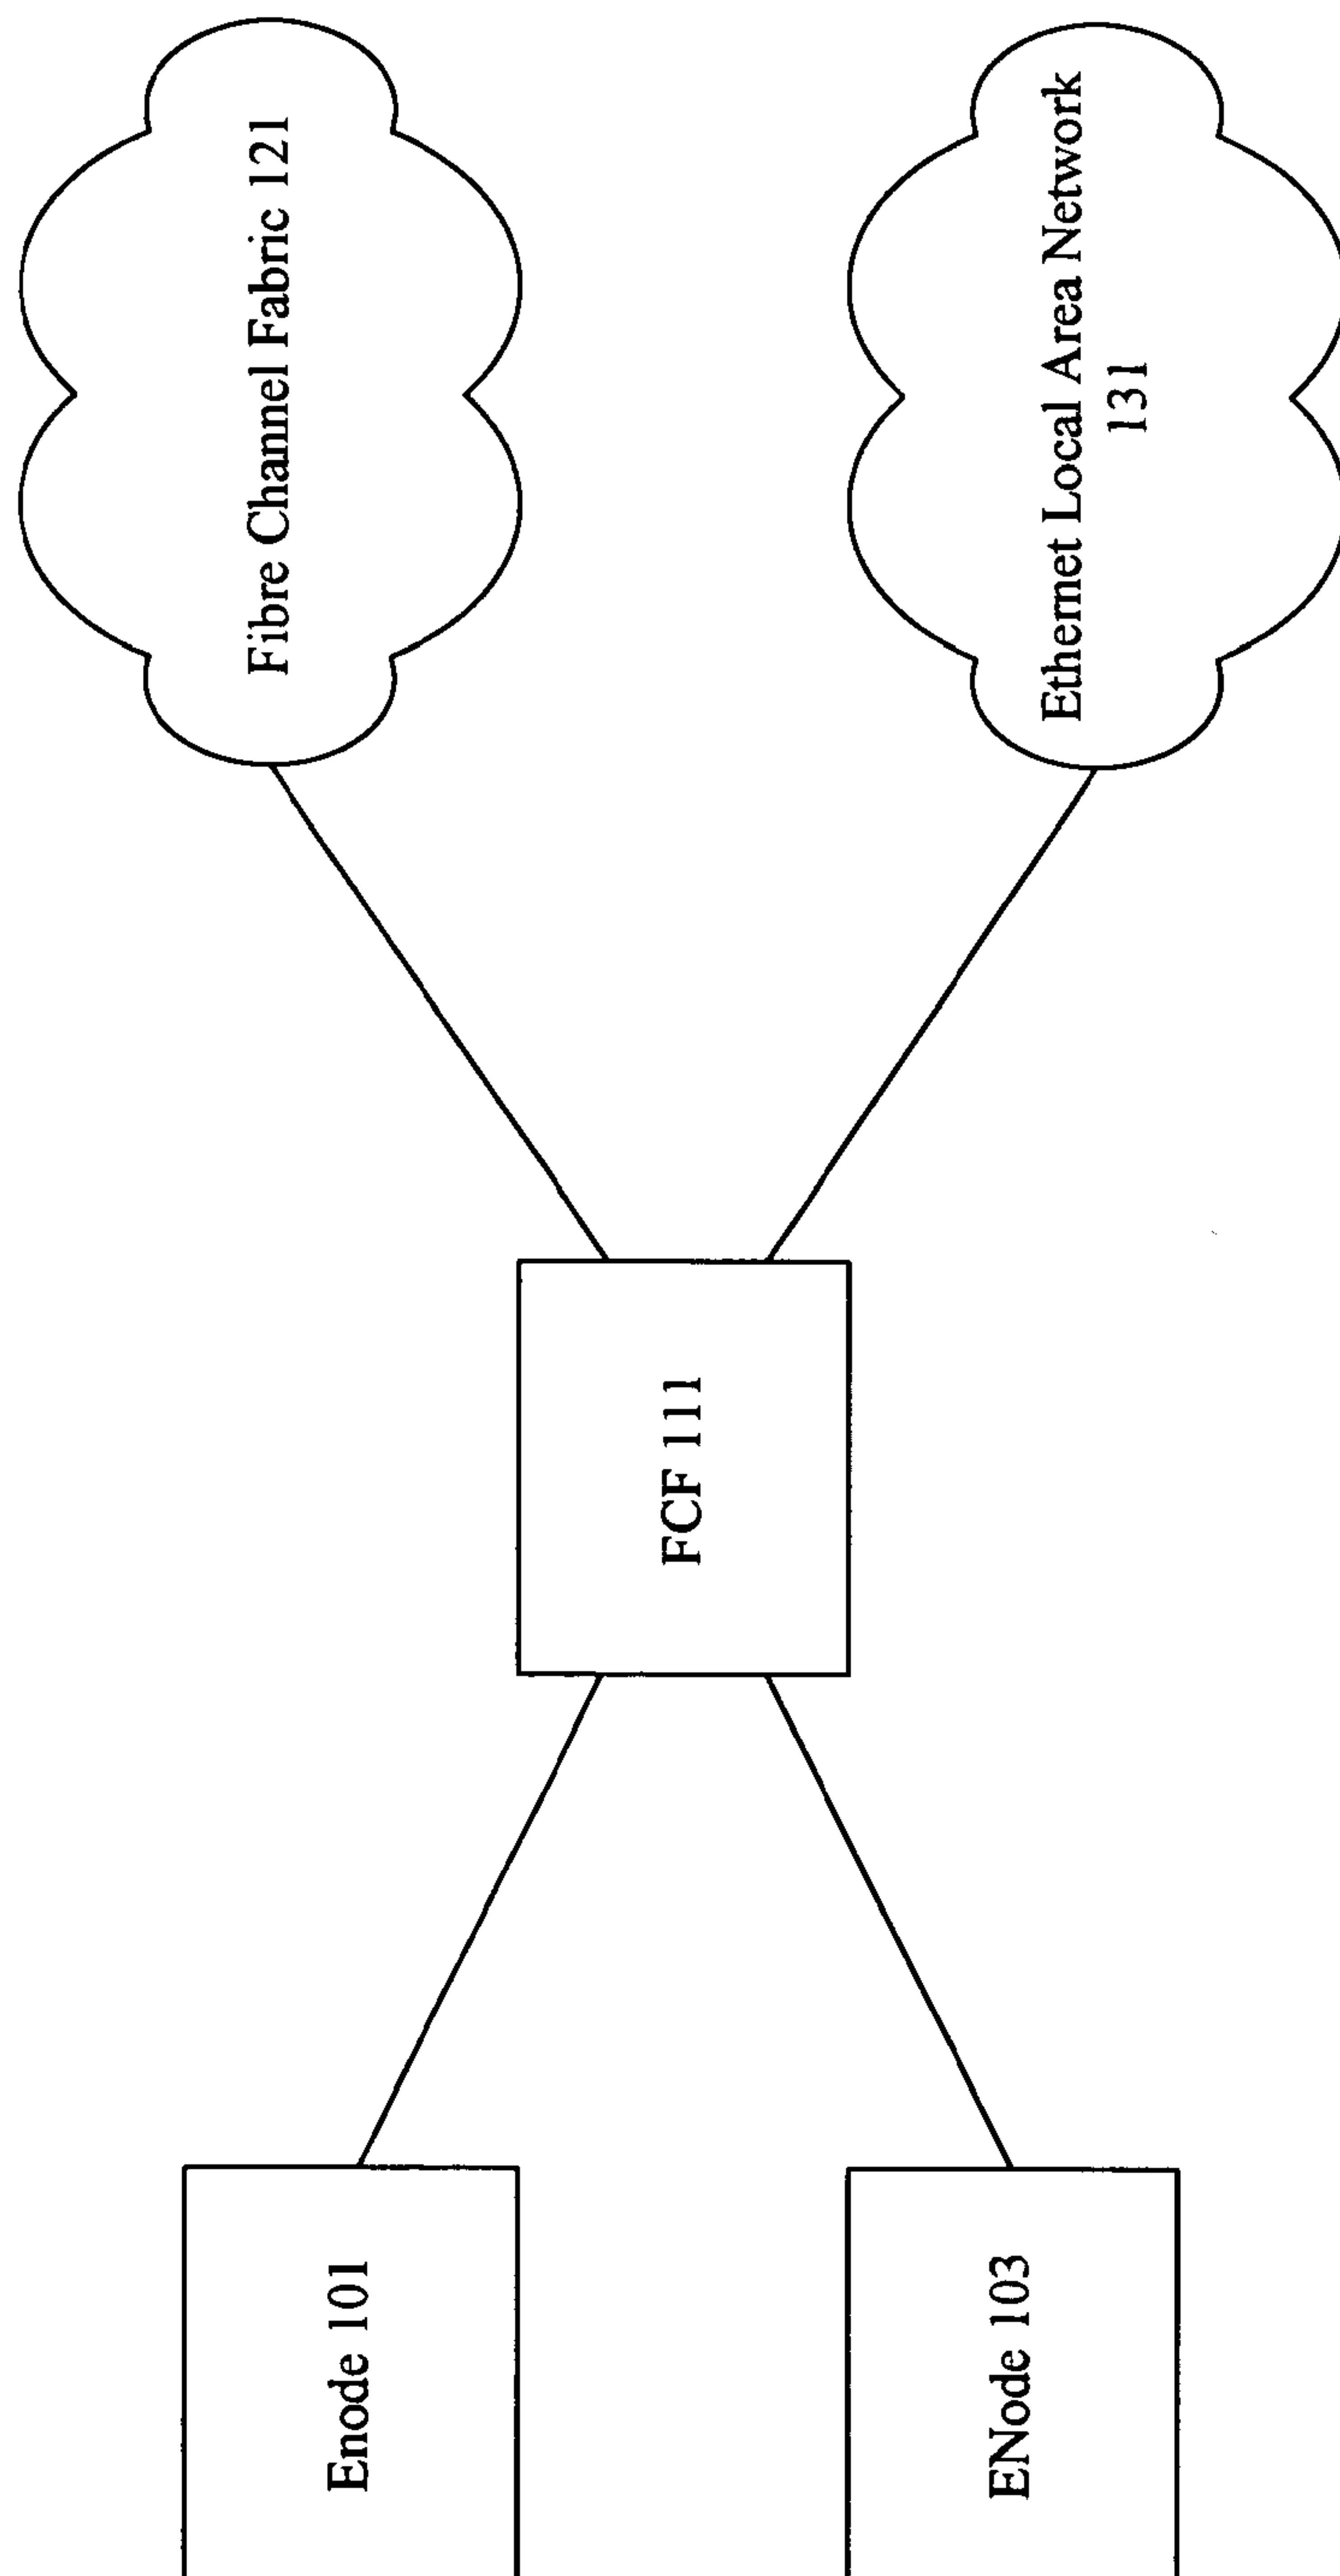 Fibre Channel Fabric 121
Ethernet Local Area Network
131
FCF 111
Enode 101
ENode 103